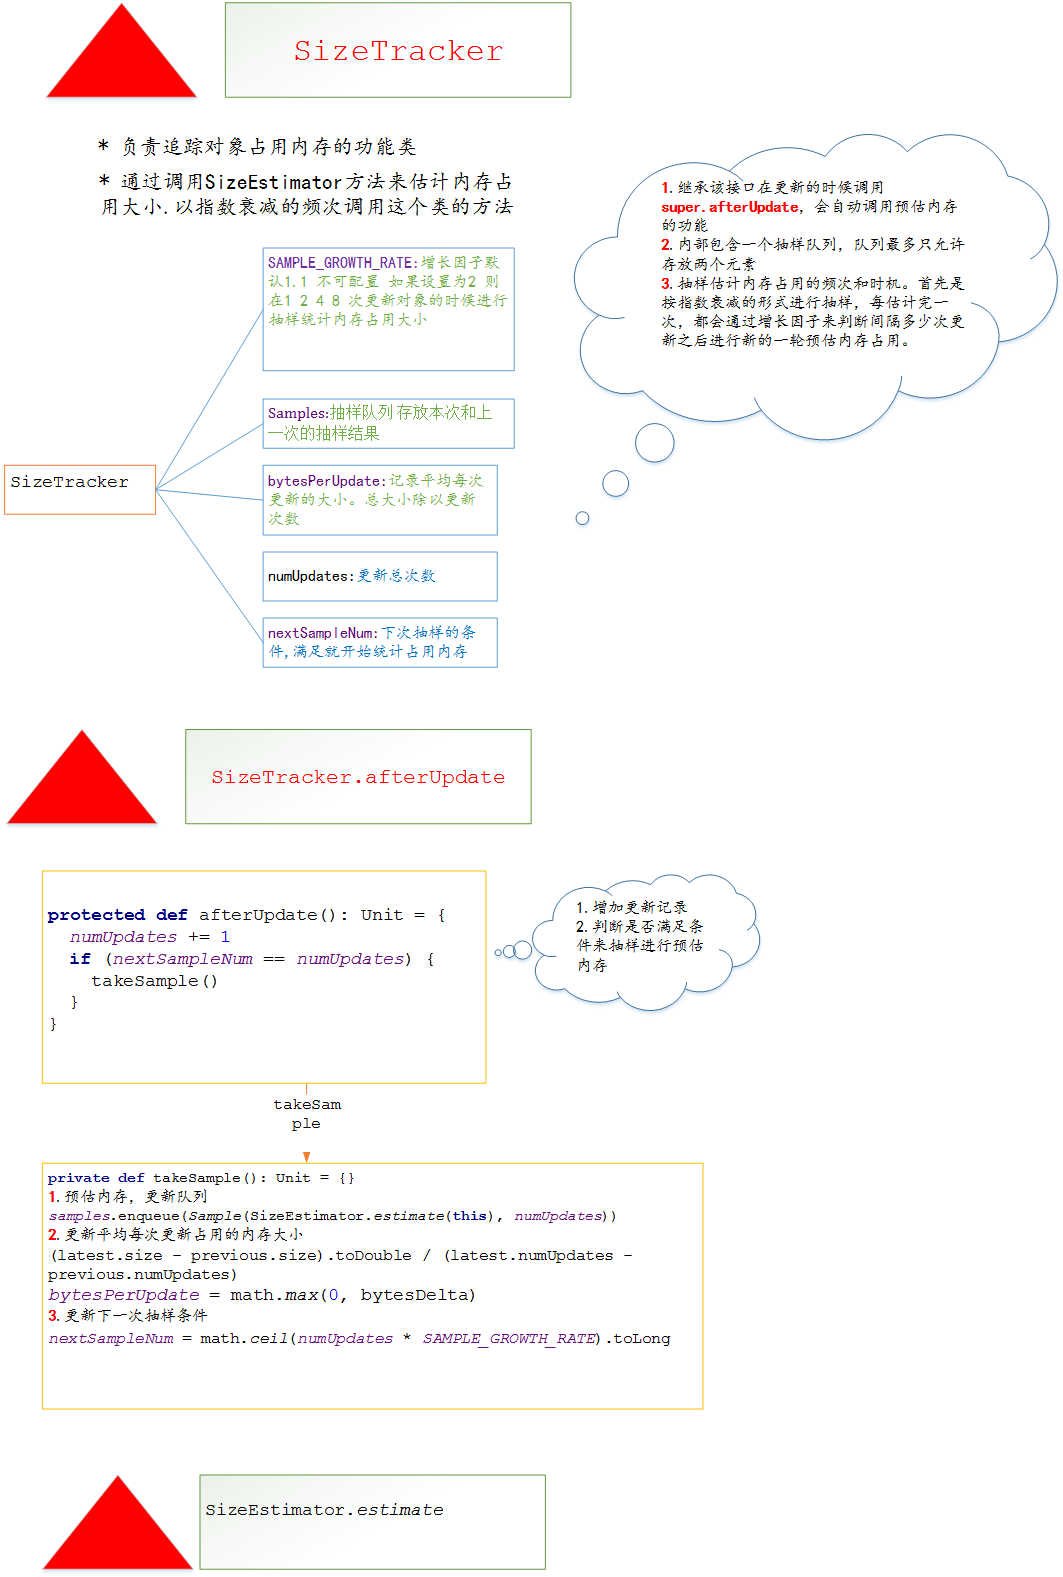 SizeTracker
* 负责追踪对象占用内存的功能类
* 通过调用SizeEstimator方法来估计内存占
用大小.以指数衰减的频次调用这个类的方法
1.继承该接口在更新的时候调用
super.afterUpdate，会自动调用预估内存
的功能
2.内部包含一个抽样队列，队列最多只允许
存放两个元素
3.抽样估计内存占用的频次和时机。首先是
按指数衰减的形式进行抽样，每估计完一
次，都会通过增长因子来判断间隔多少次更
新之后进行新的一轮预估内存占用。
SAMPLE_GROWTH_RATE:增长因子默
认1.1 不可配置 如果设置为2 则
在1 2 4 8 次更新对象的时候进行
抽样统计内存占用大小
Samples:抽样队列 存放本次和上
一次的抽样结果
SizeTracker
bytesPerUpdate:记录平均每次
更新的大小。总大小除以更新
次数
numUpdates:更新总次数
nextSampleNum:下次抽样的条
件,满足就开始统计占用内存
SizeTracker.afterUpdate
protected def afterUpdate(): Unit = {
numUpdates += 1
if (nextSampleNum == numUpdates) {
takeSample()
}
}
1.增加更新记录
2.判断是否满足条
件来抽样进行预估
内存
takeSam
ple
private def takeSample(): Unit = {}
1.预估内存，更新队列
samples.enqueue(Sample(SizeEstimator.estimate(this), numUpdates))
2.更新平均每次更新占用的内存大小
(latest.size - previous.size).toDouble / (latest.numUpdates -
previous.numUpdates)
bytesPerUpdate = math.max(0, bytesDelta)
3.更新下一次抽样条件
nextSampleNum = math.ceil(numUpdates * SAMPLE_GROWTH_RATE).toLong
SizeEstimator.estimate